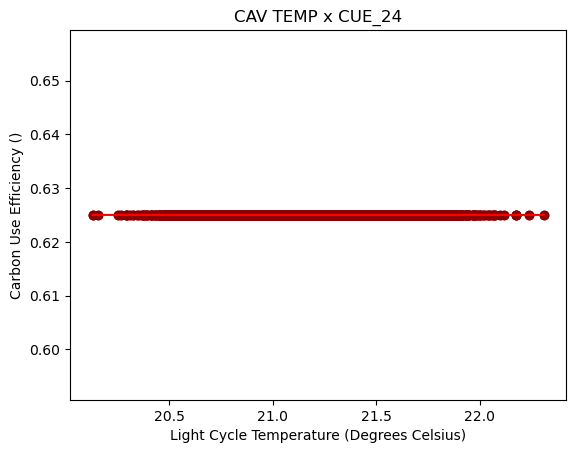 CAV TEMP x CUE_24
Carbon Use Efficiency ()
0.65
0.64
0.63
0.62
0.61
0.60
20.5 21.0 21.5 22.0
Light Cycle Temperature (Degrees Celsius)